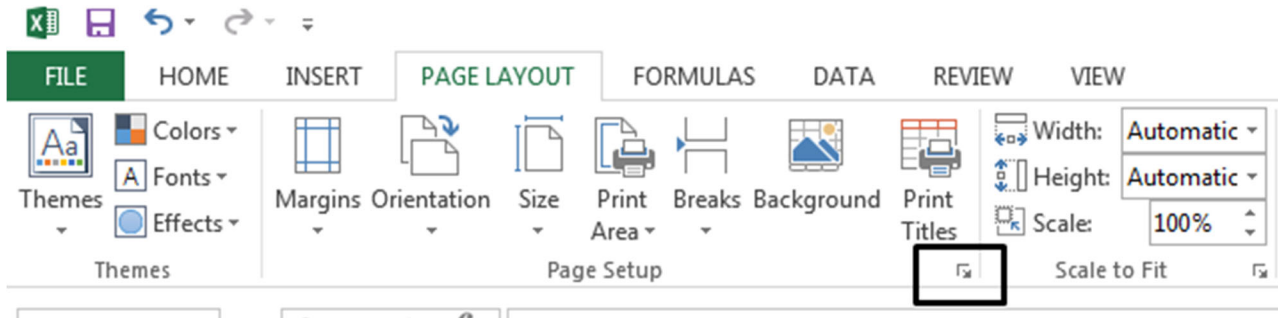 FILE HOME INSERT PAGE LAYOUT FORMULAS DATA REVIEW VIEW
Aa
Themes
Colors
A Fonts
Effects
Themes
Margins
Orientation
Size
Print
Area
Breaks
Background
Print
Titles
Page Setup
Width: Automatic
Height: Automatic
Scale: 100%
Scale to Fit